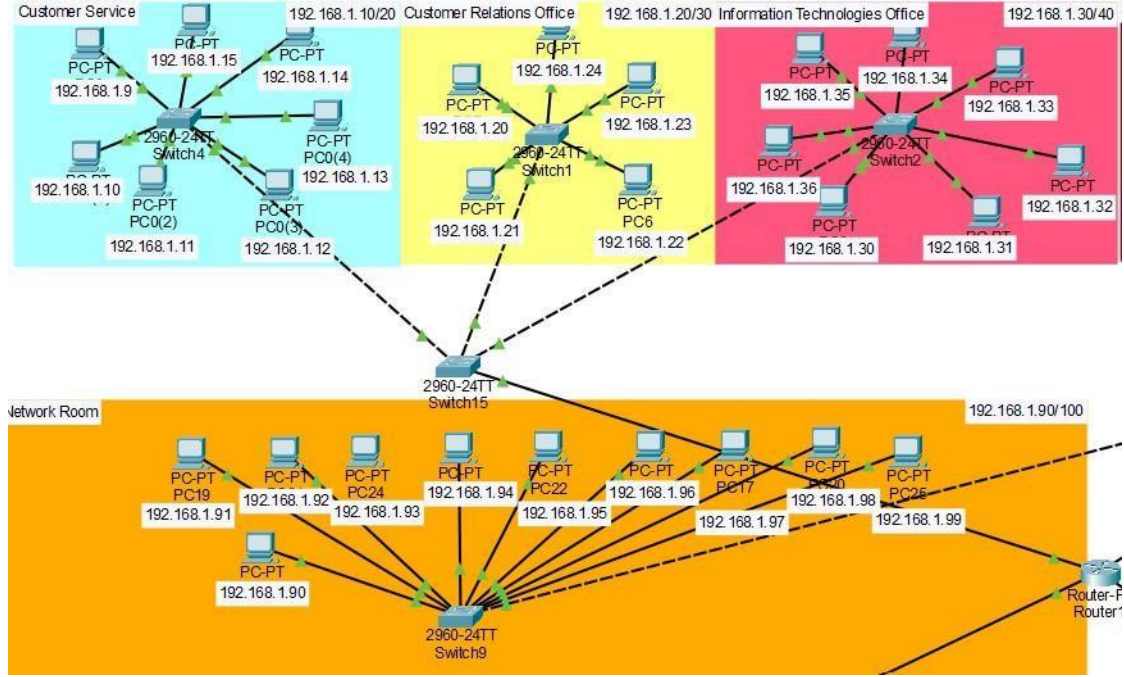 Customer Service
192.168.1.10/20
PC-PT
192.168.1.9
PC-PT
192.168.1.15
PC-PT
192.168.1.14
2960-24TT
Switch4
PC-PT
PC0(4)
192.168.1.13
192.168.1.10
PC-PT
PC0(2)
192.168.1.11
PC-PT
PC0(3)
192.168.1.12
Customer Relations Office
192.168.1.20/30
PC-PT
192.168.1.24
PC-PT
192.168.1.20
PC-PT
192.168.1.23
2960-24TT
Switch1
PC-PT
192.168.1.21
PC-PT
PC6
192.168.1.22
Information Technologies Office
192.168.1.30/40
PC-PT
192.168.1.35
PC-PT
192.168.1.34
PC-PT
192.168.1.33
2960-24TT
Switch2
PC-PT
192.168.1.36
PC-PT
192.168.1.32
PC-PT
192.168.1.30
PC-PT
192.168.1.31
2960-24TT
Switch15
Network Room
192.168.1.90/100
PC-PT
PC19
192.168.1.91
PC-PT
192.168.1.92
PC-PT
PC24
192.168.1.93
PC-PT
192.168.1.94
PC-PT
PC22
192.168.1.95
PC-PT
192.168.1.96
PC-PT
PC17
192.168.1.97
PC-PT
192.168.1.98
PC-PT
PC25
192.168.1.99
PC-PT
192.168.1.90
2960-24TT
Switch9
Router1